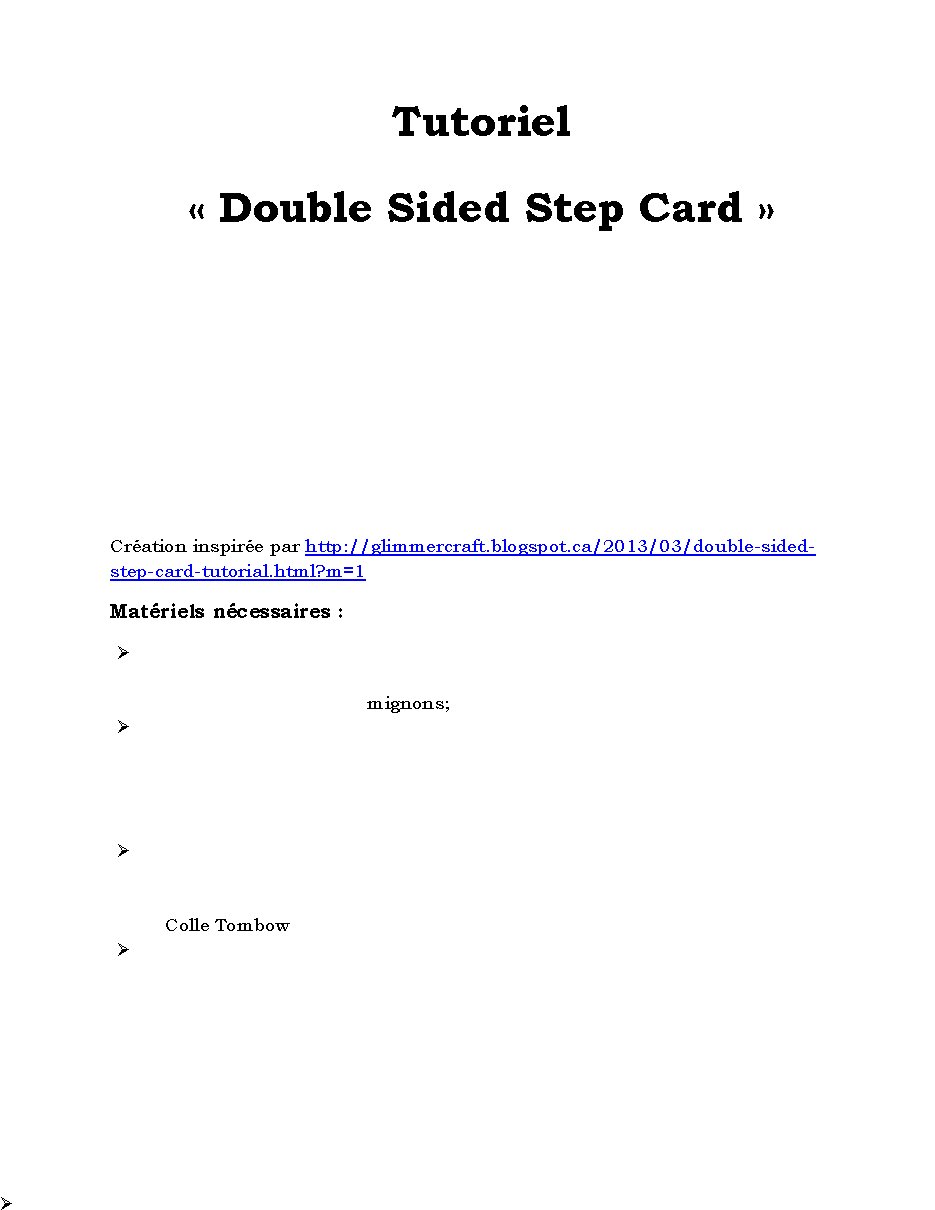 Tutoriel
« Double Sided Step Card »
Création inspirée par http://glimmercraft.blogspot.ca/2013/03/double-sided-
step-card-tutorial.html?m=1
Matériels nécessaires :
➢
mignons;
➢
➢
Colle Tombow
➢
➢